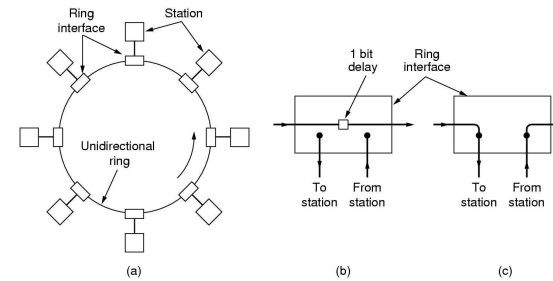 Ring
interface
Station
Unidirectional
ring
(a)
1 bit
delay
Ring
interface
To
station
From
station
(b)
To
station
From
station
(c)